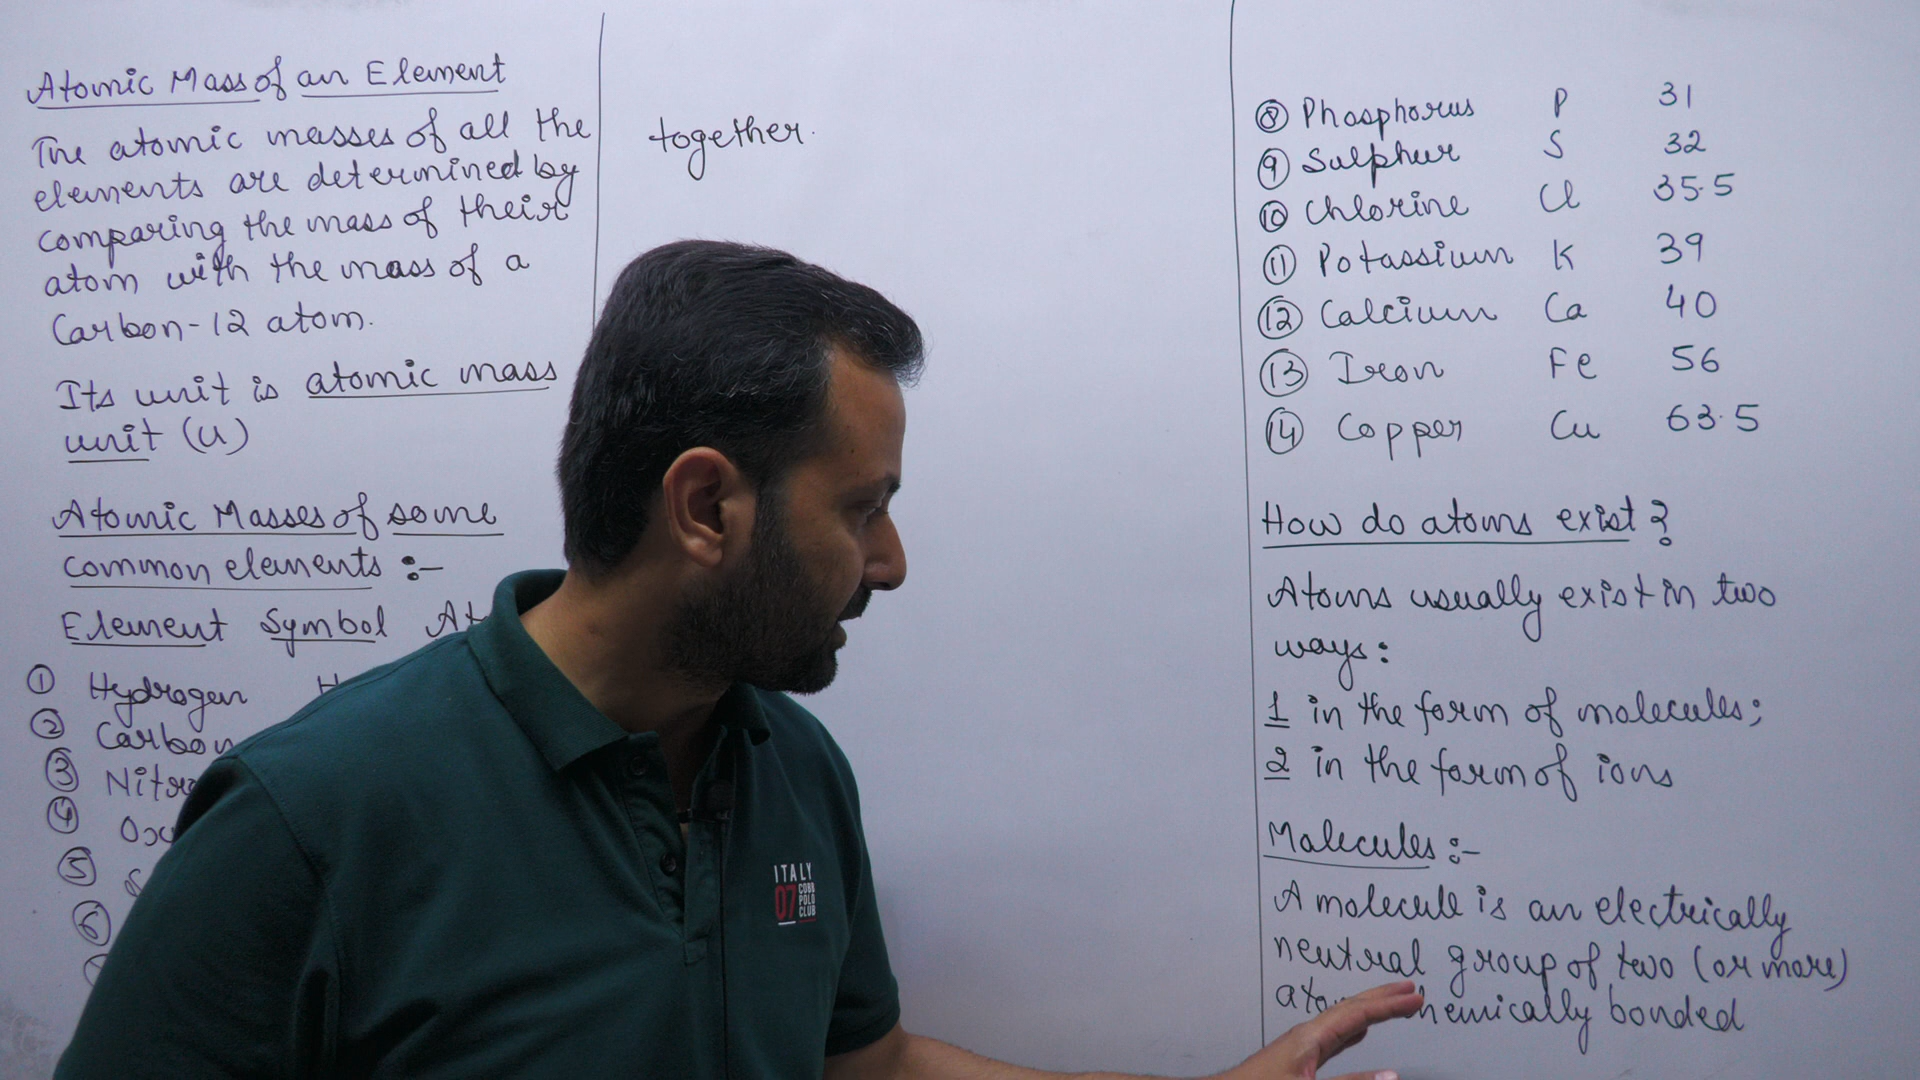 Atomic Mass of an Element
The atomic masses of all the
elements are determined by
comparing the mass of their
atom with the mass of a
Carbon-12 atom.
Its unit is atomic mass
unit (u)
Atomic Masses of some
common elements :-
Element Symbol At
① Hydrogen H
② Carbon
③ Nitro
④ Oxy
⑤ S
⑥
together.
⑧ Phosphorus P 31
⑨ Sulphur S 32
⑩ Chlorine Cl 35.5
⑪ Potassium K 39
⑫ Calcium Ca 40
⑬ Iron Fe 56
⑭ Copper Cu 63.5
How do atoms exist?
Atoms usually exist in two
ways:
1 in the form of molecules;
2 in the form of ions
Molecules :-
A molecule is an electrically
neutral group of two (or more)
ato hemically bonded
ITALY
07 COBB
POLO
CLUB